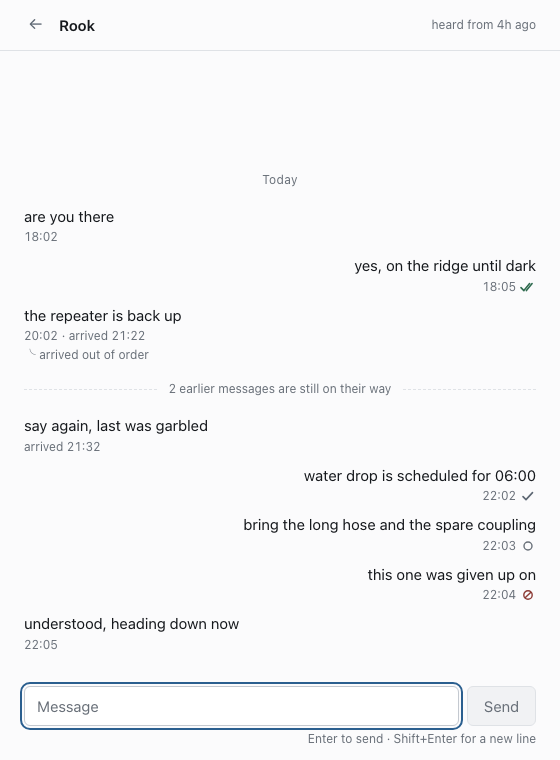 Rook
heard from 4h ago
Today
are you there
18:02
yes, on the ridge until dark
18:05
the repeater is back up
20:02 · arrived 21:22
arrived out of order
2 earlier messages are still on their way
say again, last was garbled
arrived 21:32
water drop is scheduled for 06:00
22:02
bring the long hose and the spare coupling
22:03
this one was given up on
22:04
understood, heading down now
22:05
Message
Send
Enter to send · Shift+Enter for a new line